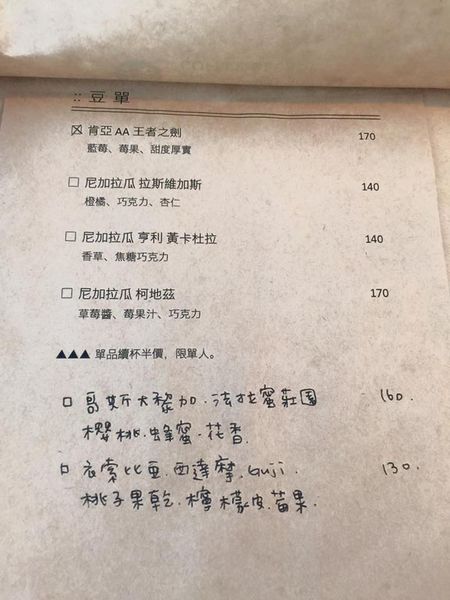 :: 豆單
☒ 肯亞 AA 王者之劍 170
藍莓、莓果、甜度厚實
☐ 尼加拉瓜 拉斯維加斯 140
橙橘、巧克力、杏仁
☐ 尼加拉瓜 亨利 黃卡杜拉 140
香草、焦糖巧克力
☐ 尼加拉瓜 柯地茲 170
草莓醬、莓果汁、巧克力
▲▲▲ 單品續杯半價，限單人。
☐ 哥斯大黎加.法拉蜜莊園 160.
櫻桃.蜂蜜.花香
☐ 衣索比亞.西達摩.Guji. 130.
桃子果乾.檸檬皮.莓果.